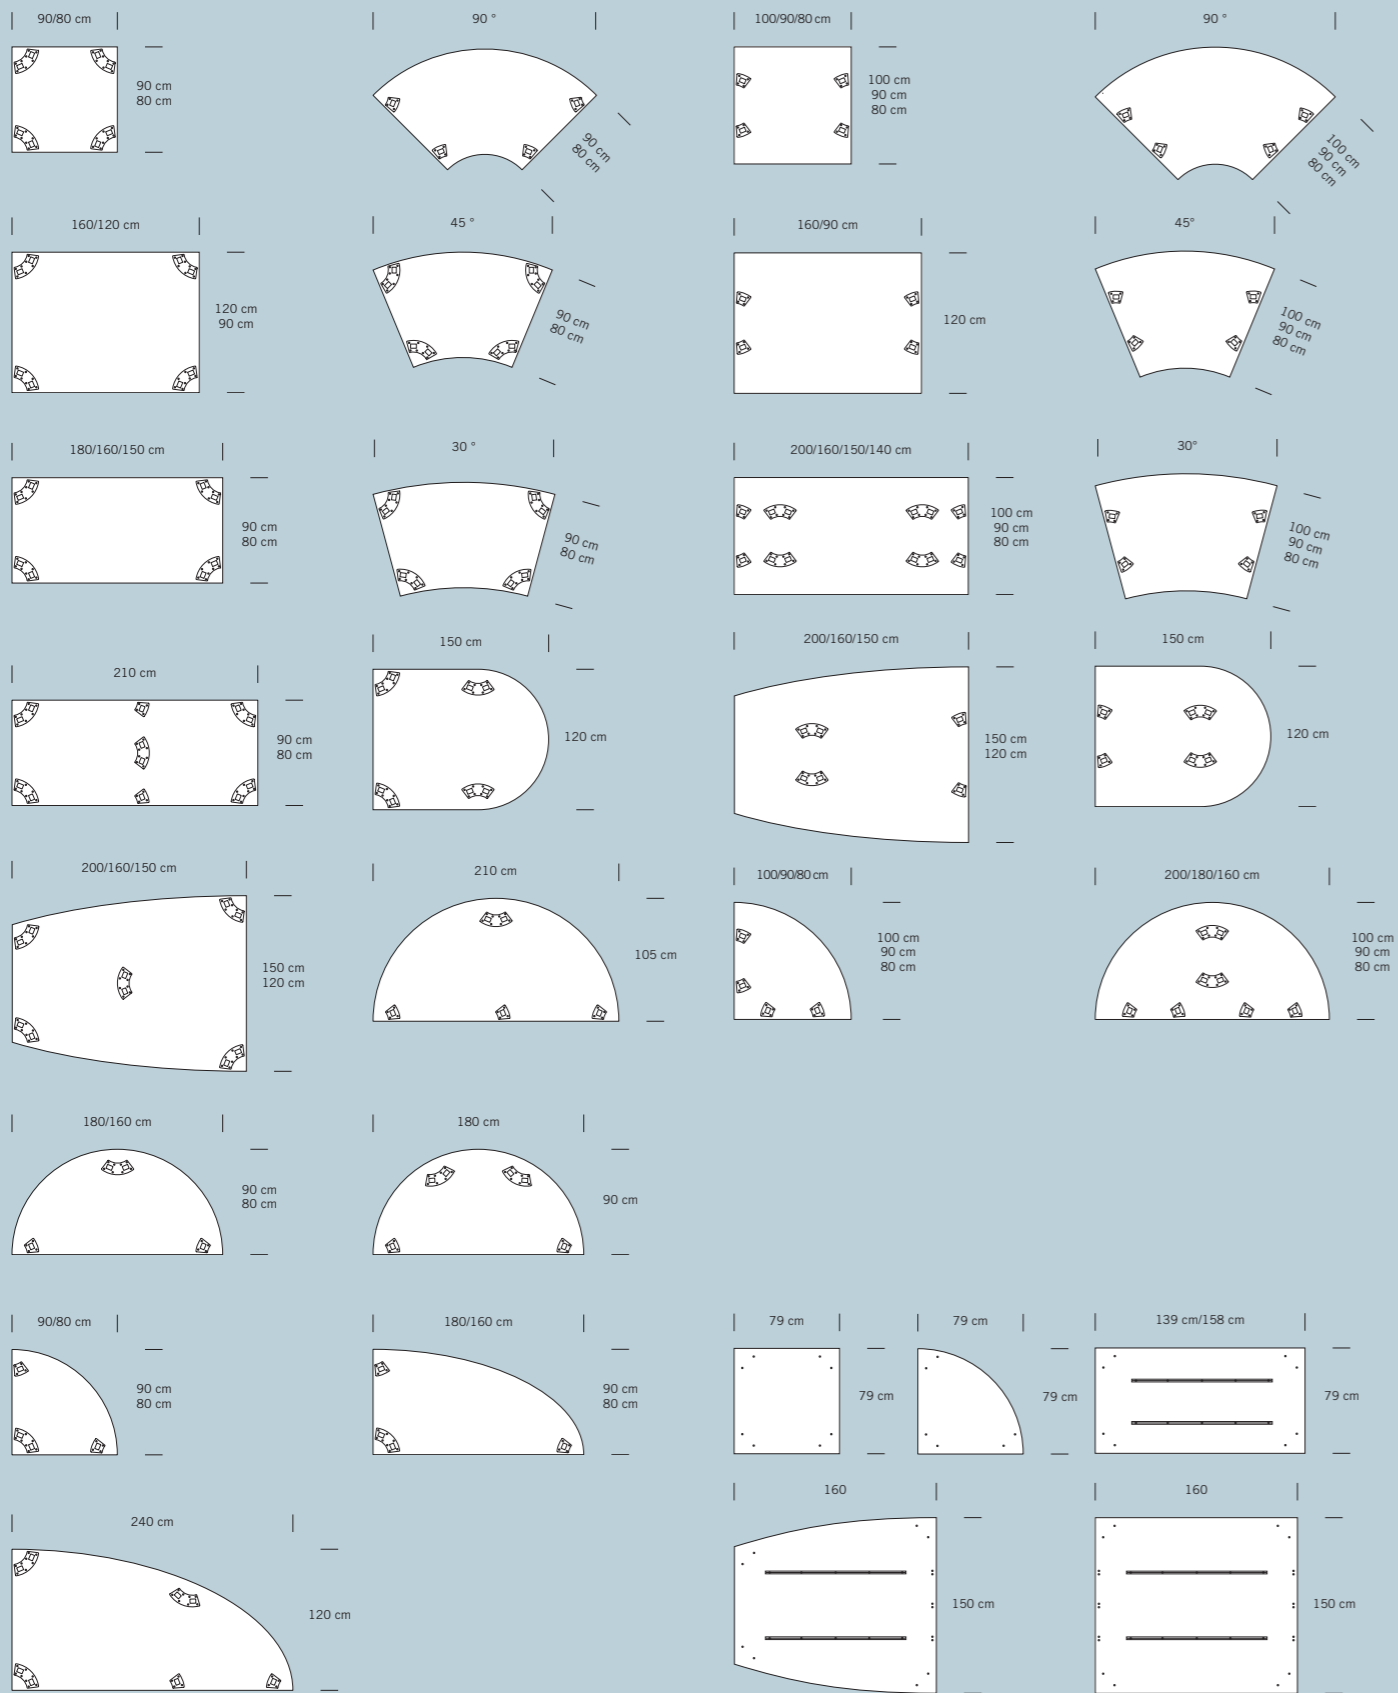 90/80 cm
90 °
100/90/80 cm
90 °
90 cm
80 cm
90 cm
80 cm
100 cm
90 cm
80 cm
100 cm
90 cm
80 cm
160/120 cm
45 °
160/90 cm
45°
120 cm
90 cm
90 cm
80 cm
120 cm
100 cm
90 cm
80 cm
180/160/150 cm
30 °
200/160/150/140 cm
30°
90 cm
80 cm
90 cm
80 cm
100 cm
90 cm
80 cm
100 cm
90 cm
80 cm
210 cm
150 cm
200/160/150 cm
150 cm
90 cm
80 cm
120 cm
150 cm
120 cm
120 cm
200/160/150 cm
210 cm
100/90/80 cm
200/180/160 cm
150 cm
120 cm
105 cm
100 cm
90 cm
80 cm
100 cm
90 cm
80 cm
180/160 cm
180 cm
90 cm
80 cm
90 cm
90/80 cm
180/160 cm
79 cm
79 cm
139 cm/158 cm
90 cm
80 cm
90 cm
80 cm
79 cm
79 cm
79 cm
240 cm
160
160
120 cm
150 cm
150 cm